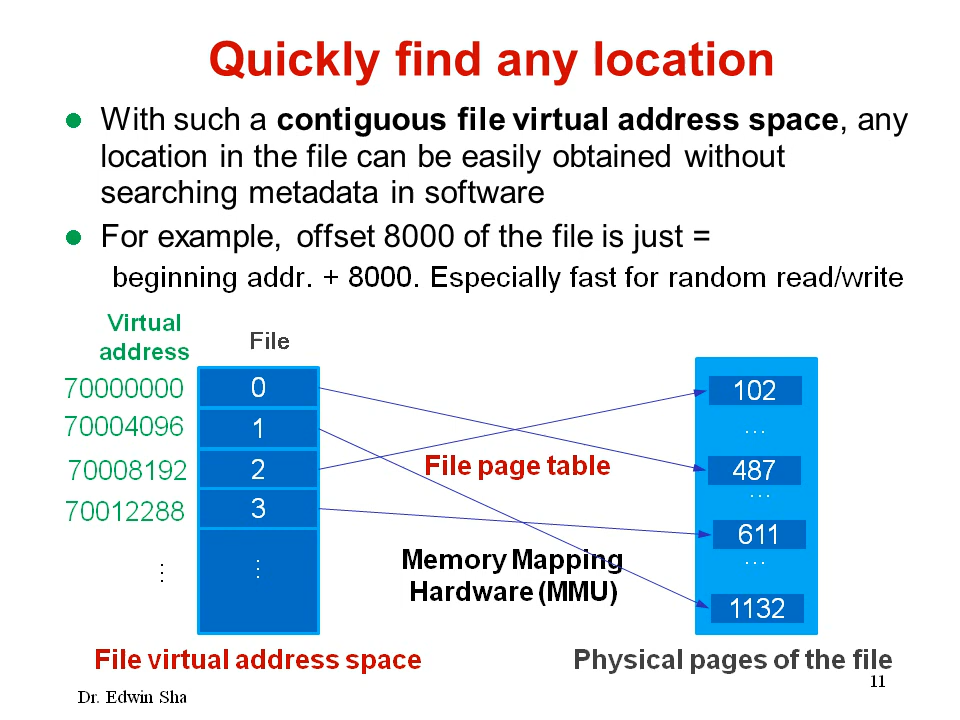 Quickly find any location
With such a contiguous file virtual address space, any
location in the file can be easily obtained without
searching metadata in software
For example, offset 8000 of the file is just =
beginning addr. + 8000. Especially fast for random read/write
Virtual
address
File
70000000
0
70004096
1
70008192
2
70012288
3
⋮
⋮
File page table
Memory Mapping
Hardware (MMU)
102
...
487
...
611
...
1132
File virtual address space
Physical pages of the file
11
Dr. Edwin Sha